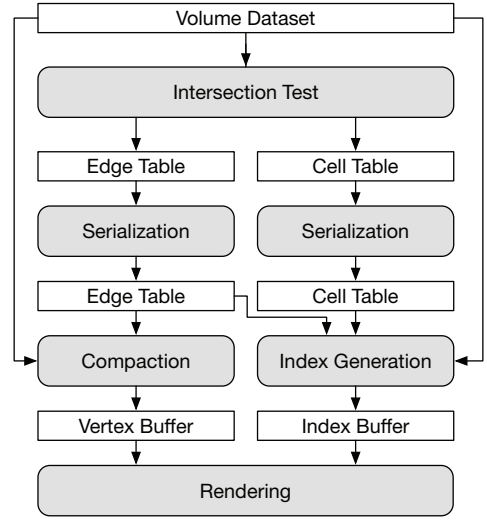 Volume Dataset
Intersection Test
Edge Table
Cell Table
Serialization
Serialization
Edge Table
Cell Table
Compaction
Index Generation
Vertex Buffer
Index Buffer
Rendering